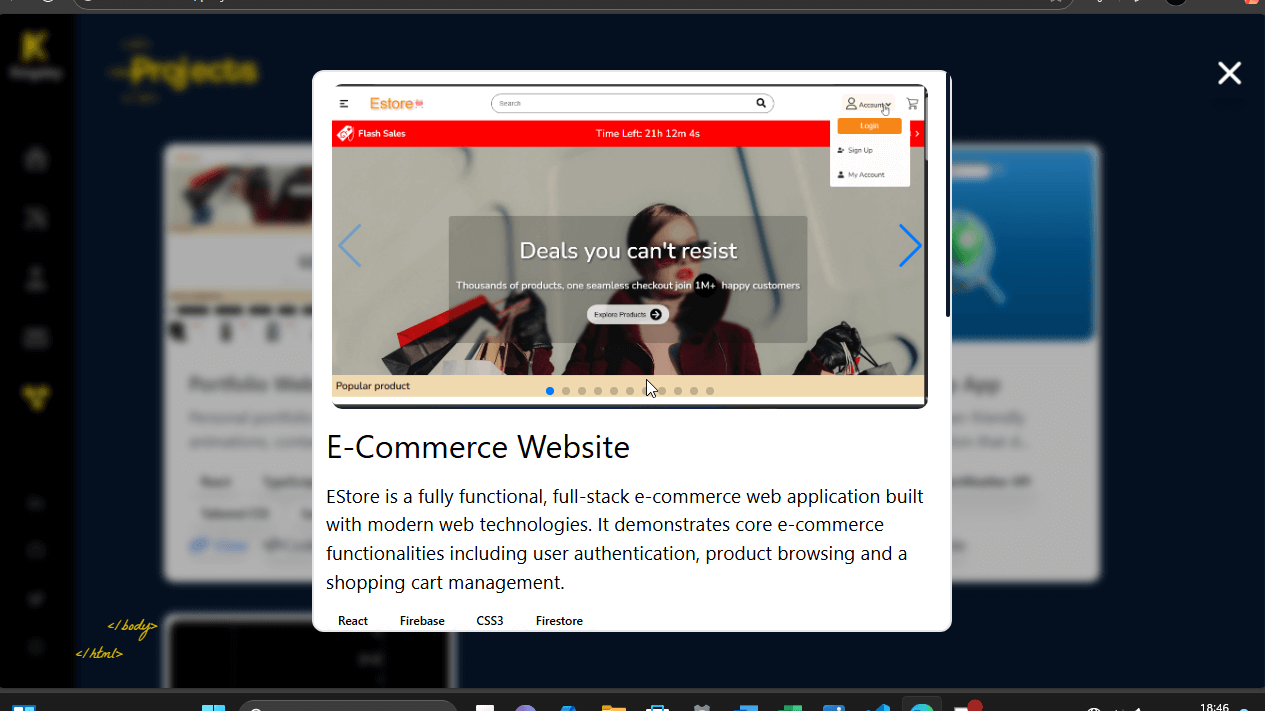 Projects
Estore
Search
Account
Login
Sign Up
My Account
Flash Sales
Time Left: 21h 12m 4s
Deals you can't resist
Thousands of products, one seamless checkout join 1M+ happy customers
Explore Products
Popular product
E-Commerce Website
EStore is a fully functional, full-stack e-commerce web application built
with modern web technologies. It demonstrates core e-commerce
functionalities including user authentication, product browsing and a
shopping cart management.
React Firebase CSS3 Firestore
</body>
</html>
18:46